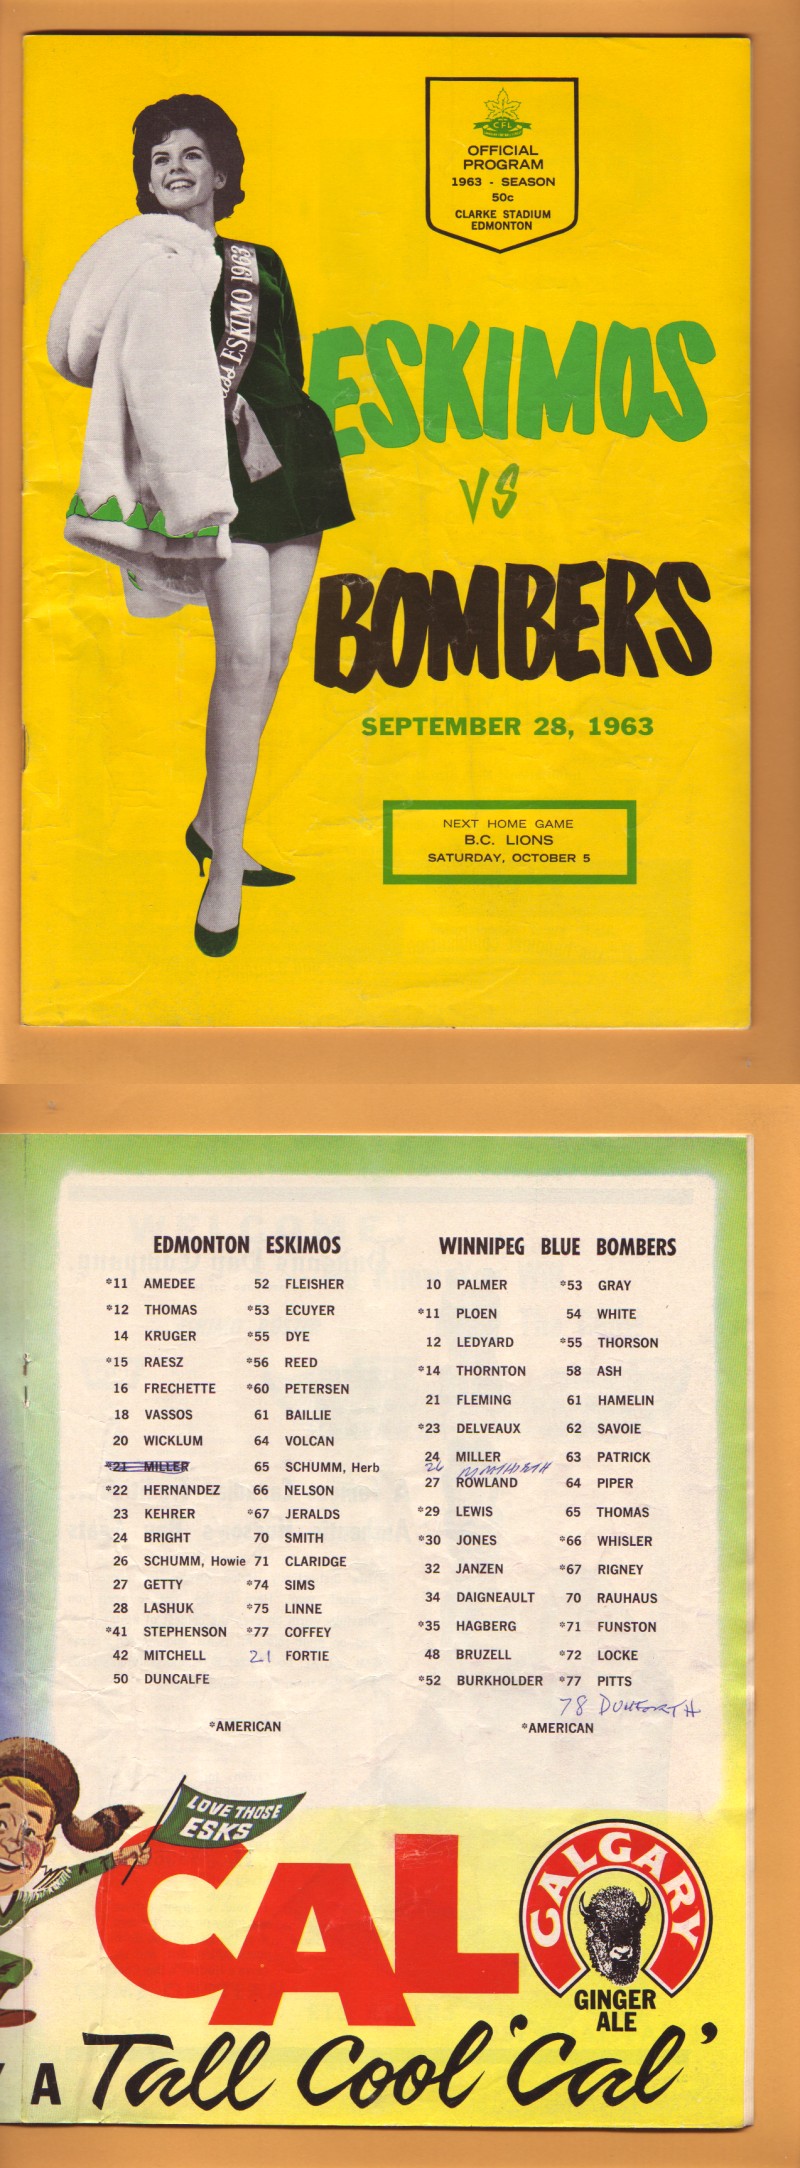 CFL
OFFICIAL
PROGRAM
1963 - SEASON
50c
CLARKE STADIUM
EDMONTON
Miss ESKIMO 1963
ESKIMOS
VS
BOMBERS
SEPTEMBER 28, 1963
NEXT HOME GAME
B.C. LIONS
SATURDAY, OCTOBER 5
EDMONTON ESKIMOS
*11 AMEDEE 52 FLEISHER
*12 THOMAS *53 ECUYER
14 KRUGER *55 DYE
*15 RAESZ *56 REED
16 FRECHETTE *60 PETERSEN
18 VASSOS 61 BAILLIE
20 WICKLUM 64 VOLCAN
*21 MILLER 65 SCHUMM, Herb
*22 HERNANDEZ 66 NELSON
23 KEHRER *67 JERALDS
24 BRIGHT 70 SMITH
26 SCHUMM, Howie 71 CLARIDGE
27 GETTY *74 SIMS
28 LASHUK *75 LINNE
*41 STEPHENSON *77 COFFEY
42 MITCHELL 21 FORTIE
50 DUNCALFE
*AMERICAN
WINNIPEG BLUE BOMBERS
10 PALMER *53 GRAY
*11 PLOEN 54 WHITE
12 LEDYARD *55 THORSON
*14 THORNTON 58 ASH
21 FLEMING 61 HAMELIN
*23 DELVEAUX 62 SAVOIE
24 MILLER 63 PATRICK
26
27 ROWLAND 64 PIPER
*29 LEWIS 65 THOMAS
*30 JONES *66 WHISLER
32 JANZEN *67 RIGNEY
34 DAIGNEAULT 70 RAUHAUS
*35 HAGBERG *71 FUNSTON
48 BRUZELL *72 LOCKE
*52 BURKHOLDER *77 PITTS
78 DUNFORTH
*AMERICAN
LOVE THOSE
ESKS
CAL
CALGARY
GINGER
ALE
A Tall Cool 'Cal'